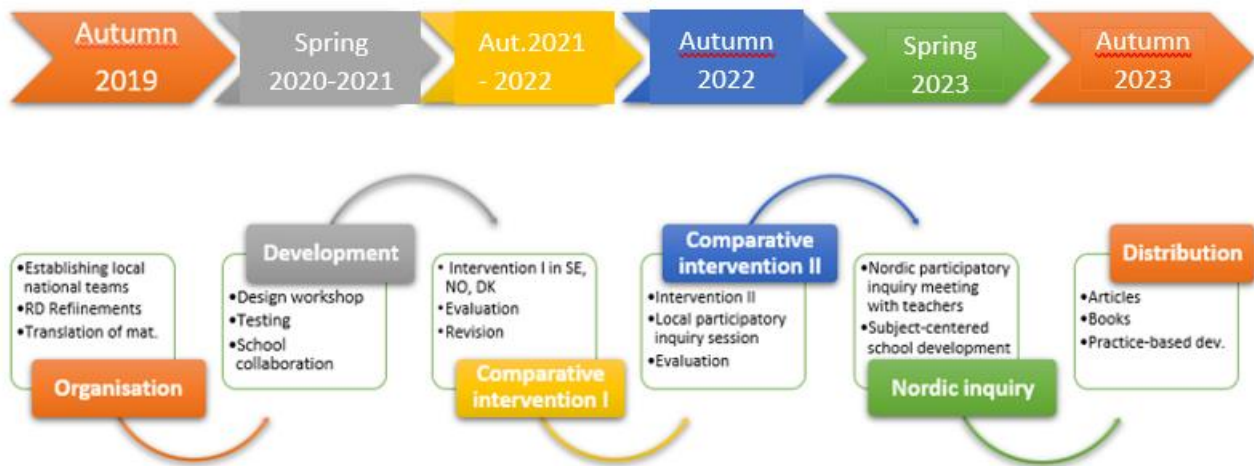 Autumn
2019
Spring
2020-2021
Aut.2021
- 2022
Autumn
2022
Spring
2023
Autumn
2023
•Establishing local
national teams
•RD Refiinements
•Translation of mat.
Organisation
Development
•Design workshop
•Testing
•School
collaboration
• Intervention I in SE,
NO, DK
•Evaluation
•Revision
Comparative
intervention I
Comparative
intervention II
•Intervention II
•Local participatory
inquiry session
•Evaluation
•Nordic participatory
inquiry meeting
with teachers
•Subject-centered
school development
Nordic inquiry
Distribution
•Articles
•Books
•Practice-based dev.